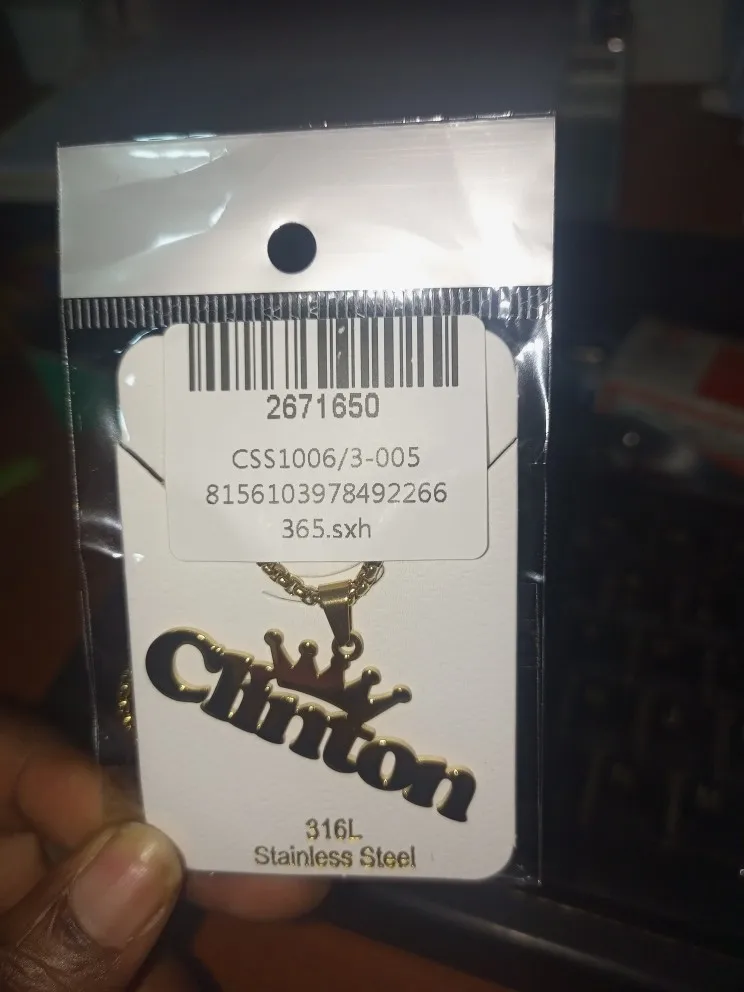 2671650
CSS1006/3-005
8156103978492266
365.sxh
Clinton
316L
Stainless Steel